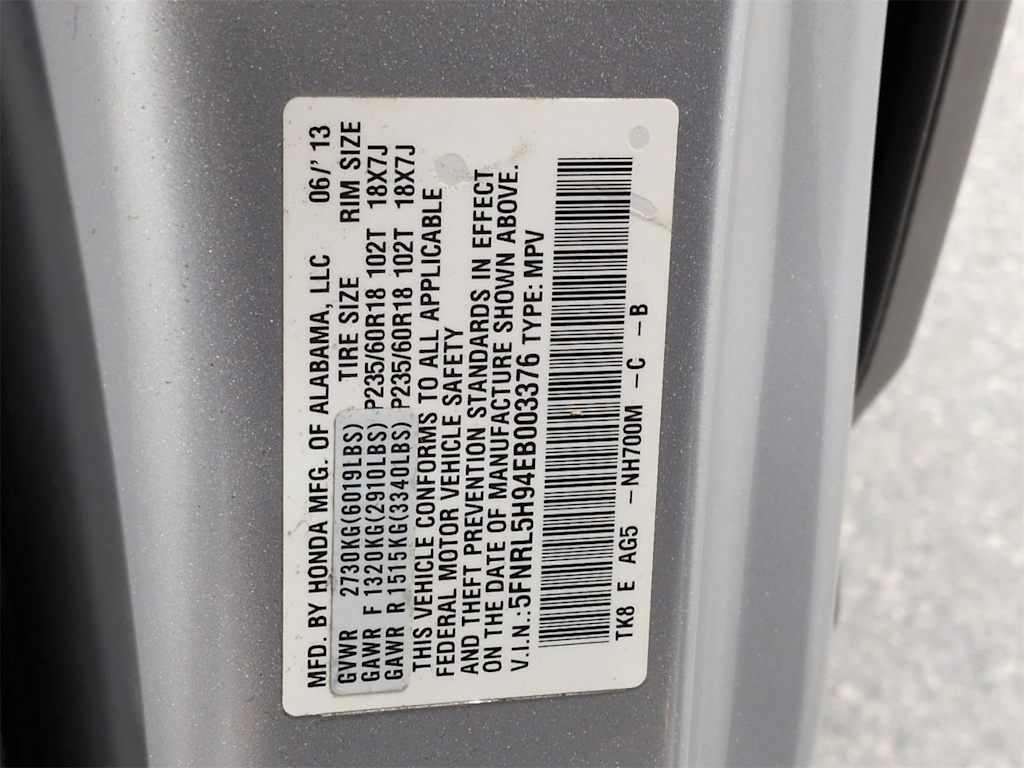 MFD. BY HONDA MFG. OF ALABAMA, LLC 06/' 13
GVWR 2730KG(6019LBS) TIRE SIZE RIM SIZE
GAWR F 1320KG(2910LBS) P235/60R18 102T 18X7J
GAWR R 1515KG(3340LBS) P235/60R18 102T 18X7J
THIS VEHICLE CONFORMS TO ALL APPLICABLE
FEDERAL MOTOR VEHICLE SAFETY
AND THEFT PREVENTION STANDARDS IN EFFECT
ON THE DATE OF MANUFACTURE SHOWN ABOVE.
V.I.N.:5FNRL5H94EB003376 TYPE: MPV
TK8 E AG5 -NH700M -C -B